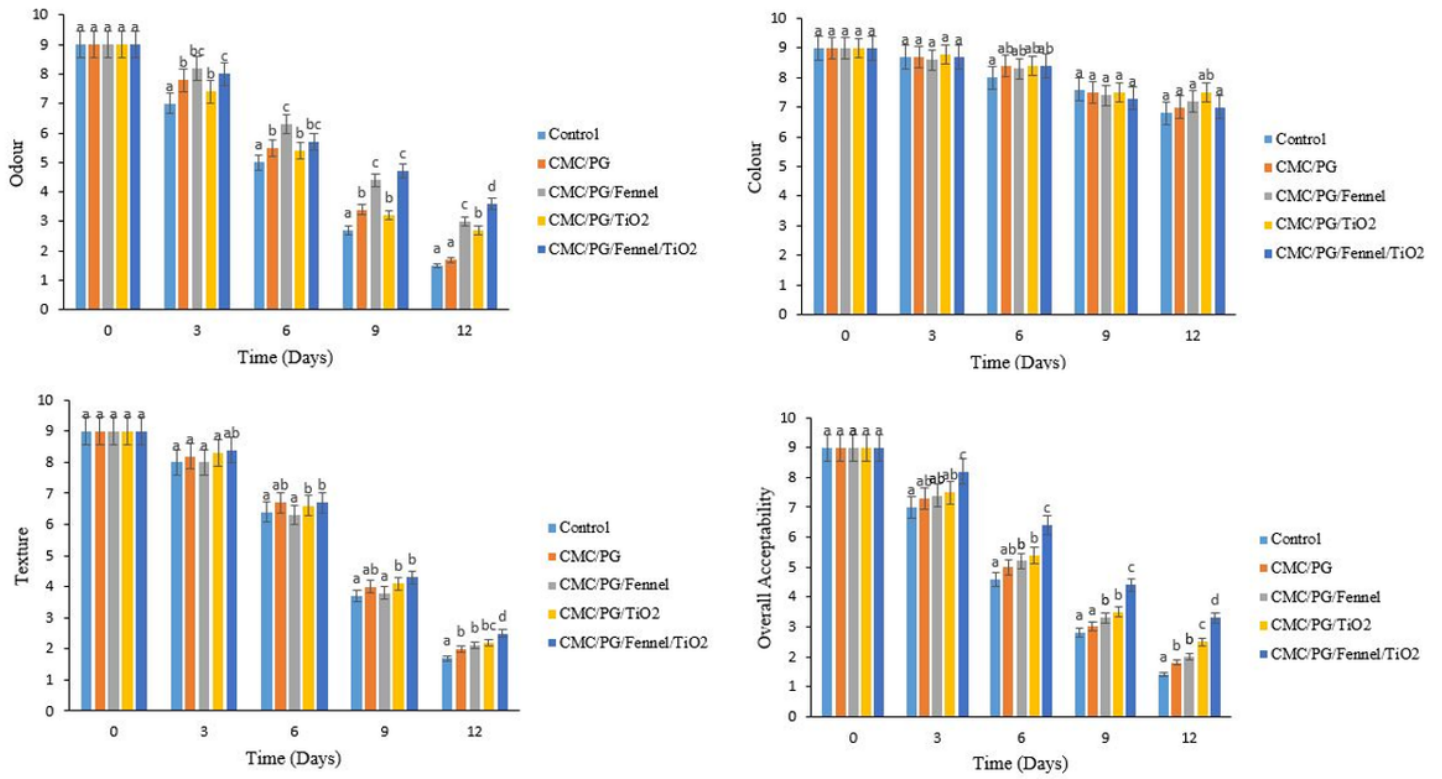 10
9
8
7
6
5
4
3
2
1
0
Odour
a a a a a
a b bc b c
a b c b bc
a b c b c
a a c b d
0 3 6 9 12
Time (Days)
Control
CMC/PG
CMC/PG/Fennel
CMC/PG/TiO2
CMC/PG/Fennel/TiO2
10
9
8
7
6
5
4
3
2
1
0
Colour
a a a a a
a a a a a
a ab ab ab ab
a a a a a
a a a ab a
0 3 6 9 12
Time (Days)
Control
CMC/PG
CMC/PG/Fennel
CMC/PG/TiO2
CMC/PG/Fennel/TiO2
10
9
8
7
6
5
4
3
2
1
0
Texture
a a a a a
a a a a ab
a ab a b b
a ab a b b
a b b bc d
0 3 6 9 12
Time (Days)
Control
CMC/PG
CMC/PG/Fennel
CMC/PG/TiO2
CMC/PG/Fennel/TiO2
10
9
8
7
6
5
4
3
2
1
0
Overall Acceptability
a a a a a
a ab ab ab c
a ab b b c
a a b b c
a b b c d
0 3 6 9 12
Time (Days)
Control
CMC/PG
CMC/PG/Fennel
CMC/PG/TiO2
CMC/PG/Fennel/TiO2